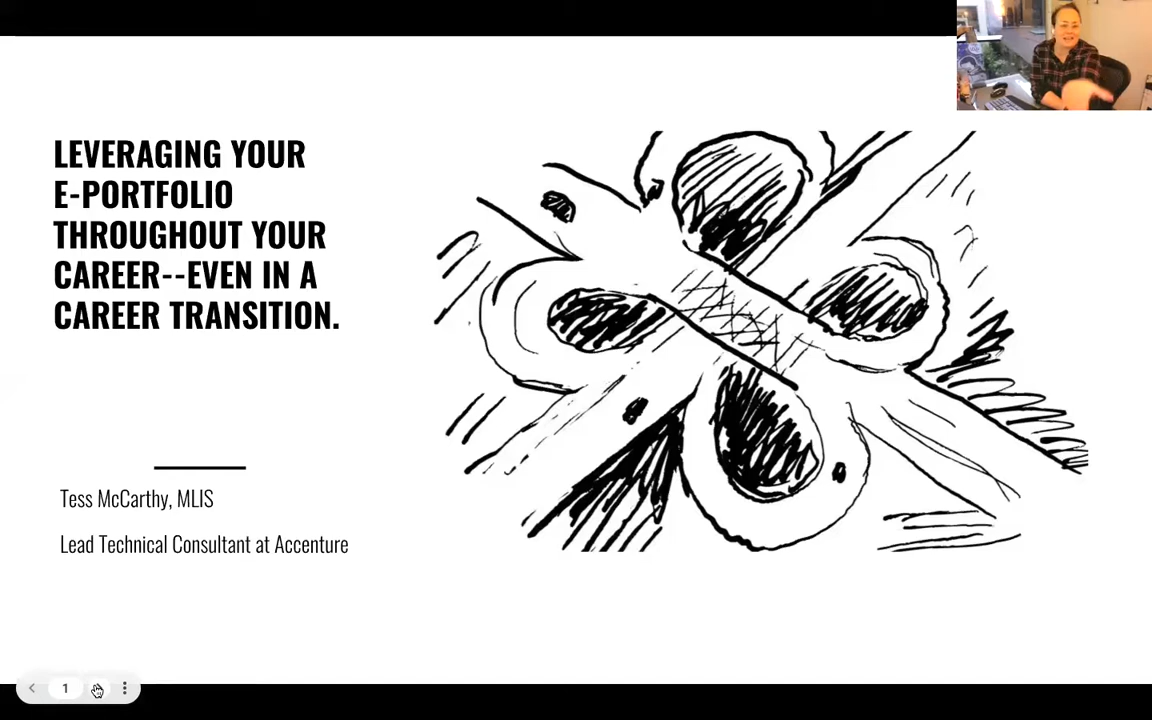 LEVERAGING YOUR
E-PORTFOLIO
THROUGHOUT YOUR
CAREER--EVEN IN A
CAREER TRANSITION.
Tess McCarthy, MLIS
Lead Technical Consultant at Accenture
1